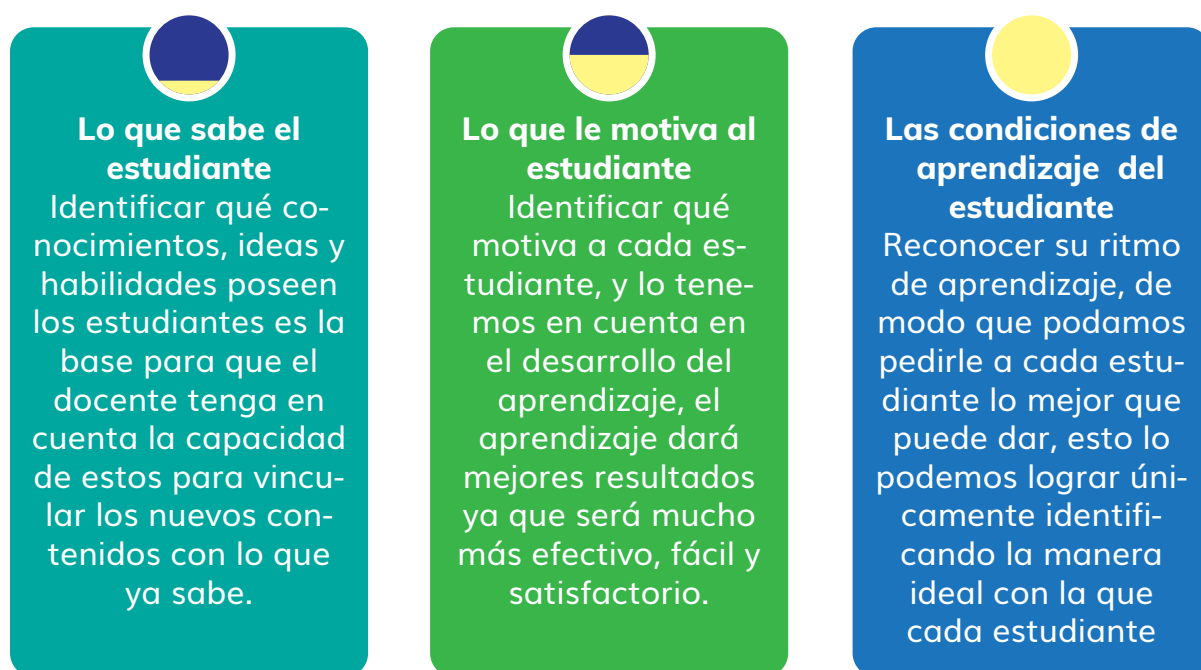 Lo que sabe el
estudiante
Identificar qué co-
nocimientos, ideas y
habilidades poseen
los estudiantes es la
base para que el
docente tenga en
cuenta la capacidad
de estos para vincu-
lar los nuevos con-
tenidos con lo que
ya sabe.
Lo que le motiva al
estudiante
Identificar qué
motiva a cada es-
tudiante, y lo tene-
mos en cuenta en
el desarrollo del
aprendizaje, el
aprendizaje dará
mejores resultados
ya que será mucho
más efectivo, fácil y
satisfactorio.
Las condiciones de
aprendizaje del
estudiante
Reconocer su ritmo
de aprendizaje, de
modo que podamos
pedirle a cada estu-
diante lo mejor que
puede dar, esto lo
podemos lograr úni-
camente identifi-
cando la manera
ideal con la que
cada estudiante